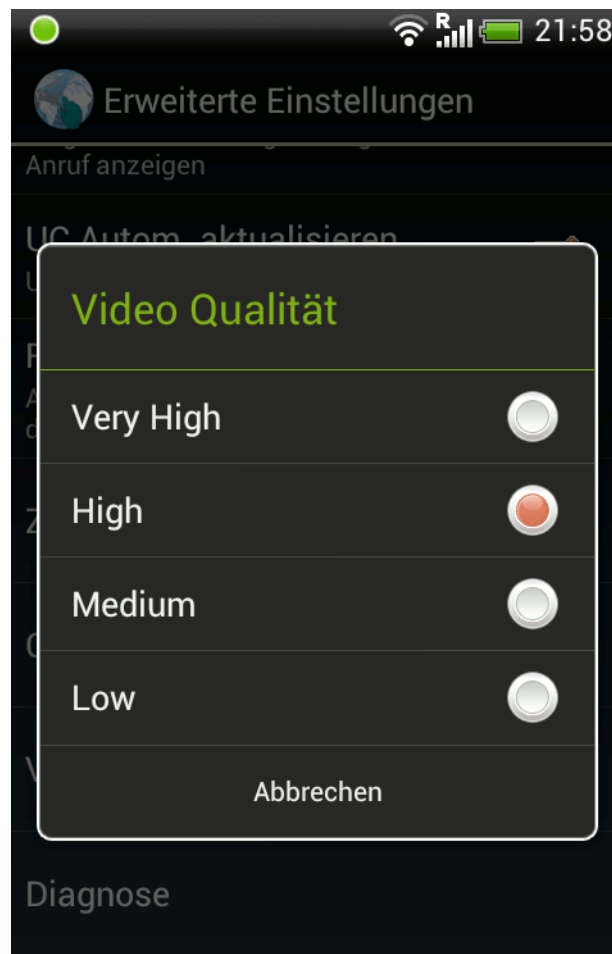 R 21:58
Erweiterte Einstellungen
Anruf anzeigen
UC Autom. aktualisieren
Video Qualität
Very High
High
Medium
Low
Abbrechen
Diagnose